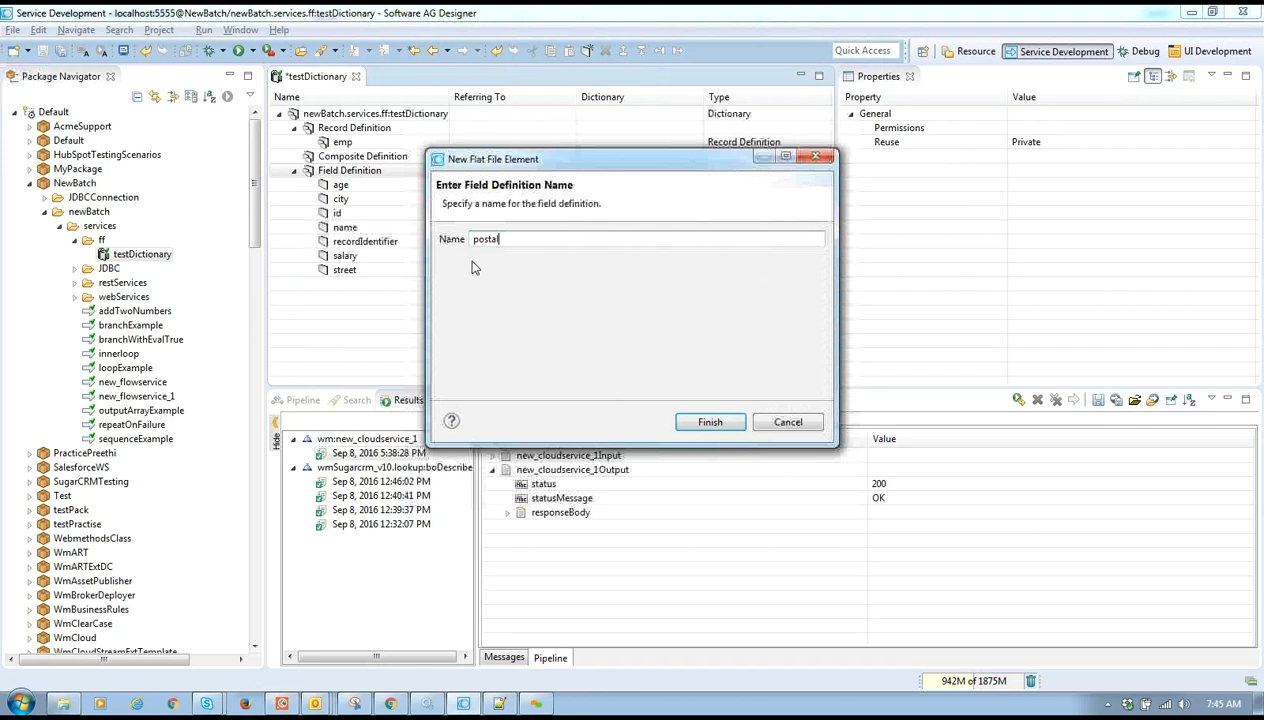 Service Development - localhost:5555@NewBatch/newBatch.services.ff:testDictionary - Software AG Designer
File Edit Navigate Search Project Run Window Help
Quick Access Resource Service Development Debug UI Development
Package Navigator
Default
AcmeSupport
Default
HubSpotTestingScenarios
MyPackage
NewBatch
JDBCConnection
newBatch
services
ff
testDictionary
JDBC
restServices
webServices
addTwoNumbers
branchExample
branchWithEvalTrue
innerloop
loopExample
new_flowservice
new_flowservice_1
outputArrayExample
repeatOnFailure
sequenceExample
PracticePreethi
SalesforceWS
SugarCRMTesting
Test
testPack
testPractise
WebmethodsClass
WmART
WmARTExtDC
WmAssetPublisher
WmBrokerDeployer
WmBusinessRules
WmClearCase
WmCloud
WmCloudStreamExtTemplate
*testDictionary
Name Referring To Dictionary Type
newBatch.services.ff:testDictionary Dictionary
Record Definition
emp Record Definition
Composite Definition
Field Definition
age
city
id
name
recordIdentifier
salary
street
New Flat File Element
Enter Field Definition Name
Specify a name for the field definition.
Name postal
Finish Cancel
Properties
Property Value
General
Permissions
Reuse Private
Pipeline Search Results
Hide
wm:new_cloudservice_1
Sep 8, 2016 5:38:28 PM
wmSugarcrm_v10.lookup:boDescribe
Sep 8, 2016 12:46:02 PM
Sep 8, 2016 12:40:41 PM
Sep 8, 2016 12:39:37 PM
Sep 8, 2016 12:32:07 PM
Value
new_cloudservice_1Input
new_cloudservice_1Output
status 200
statusMessage OK
responseBody
Messages Pipeline
942M of 1875M
7:45 AM